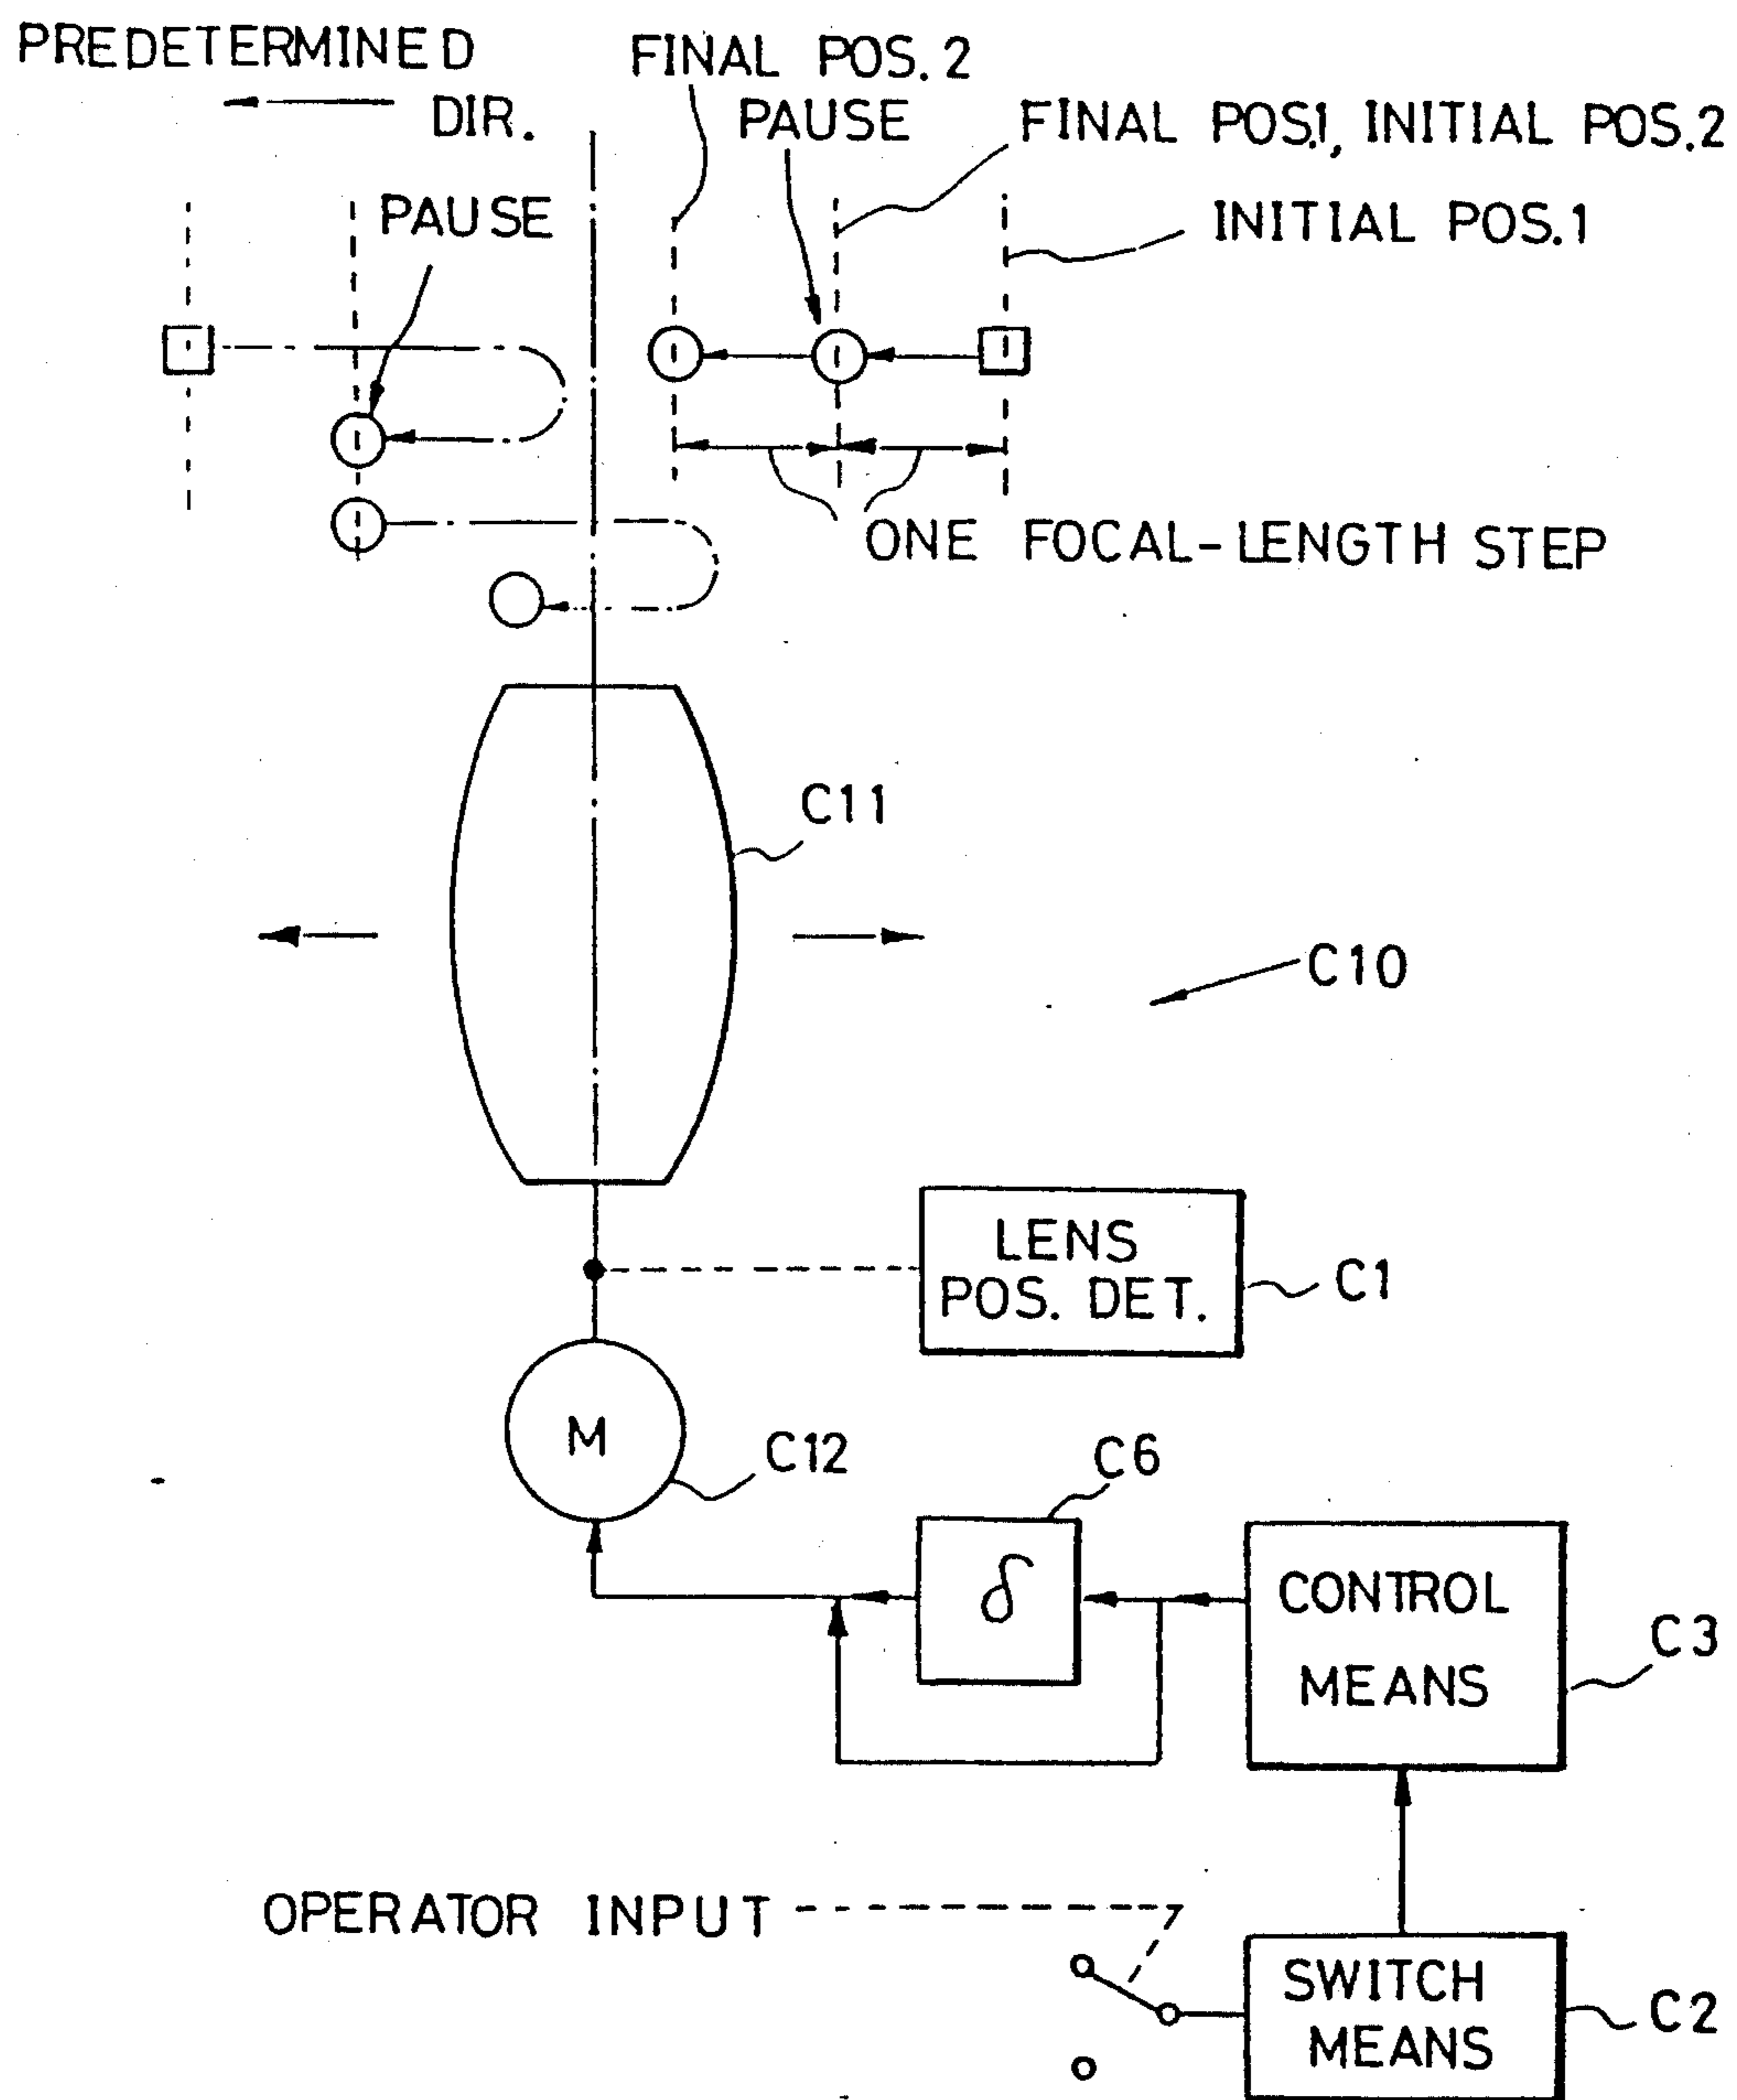 PREDETERMINED
DIR.
FINAL POS. 2
PAUSE
FINAL POS.1, INITIAL POS.2
PAUSE
INITIAL POS.1
ONE FOCAL-LENGTH STEP
C11
C10
LENS
POS. DET.
C1
M
C12
C6
δ
CONTROL
MEANS
C3
OPERATOR INPUT
SWITCH
MEANS
C2